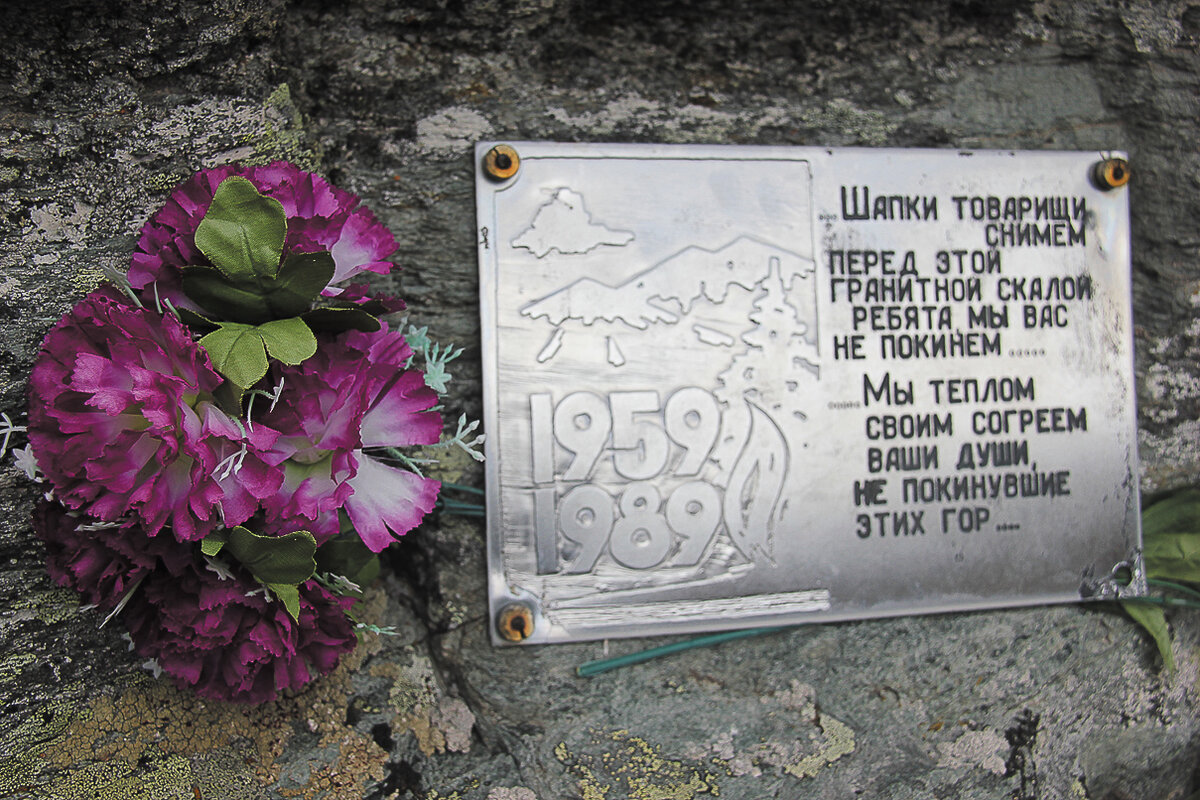 1959
1989
....ШАПКИ ТОВАРИЩИ
СНИМЕМ
ПЕРЕД ЭТОЙ
ГРАНИТНОЙ СКАЛОЙ
РЕБЯТА, МЫ ВАС
НЕ ПОКИНЕМ.....
.....МЫ ТЕПЛОМ
СВОИМ СОГРЕЕМ
ВАШИ ДУШИ,
НЕ ПОКИНУВШИЕ
ЭТИХ ГОР....